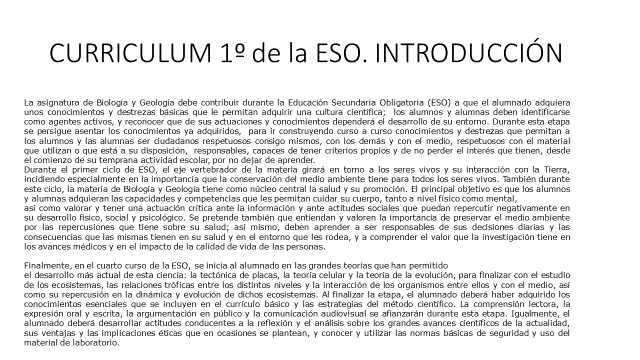 CURRICULUM 1º de la ESO. INTRODUCCIÓN
La asignatura de Biología y Geología debe contribuir durante la Educación Secundaria Obligatoria (ESO) a que el alumnado adquiera
unos conocimientos y destrezas básicas que le permitan adquirir una cultura científica;  los alumnos y alumnas deben identificarse
como agentes activos, y reconocer que de sus actuaciones y conocimientos dependerá el desarrollo de su entorno. Durante esta etapa
se persigue asentar los conocimientos ya adquiridos,  para ir construyendo curso a curso conocimientos y destrezas que permitan a
los alumnos y las alumnas ser ciudadanos respetuosos consigo mismos, con los demás y con el medio, respetuosos con el material
que utilizan o que está a su disposición,  responsables, capaces de tener criterios propios y de no perder el interés que tienen, desde
el comienzo de su temprana actividad escolar, por no dejar de aprender.
Durante el primer ciclo de ESO, el eje vertebrador de la materia girará en torno a los seres vivos y su interacción con la Tierra,
incidiendo especialmente en la importancia que la conservación del medio ambiente tiene para todos los seres vivos. También durante
este ciclo, la materia de Biología y Geología tiene como núcleo central la salud y su promoción. El principal objetivo es que los alumnos
y alumnas adquieran las capacidades y competencias que les permitan cuidar su cuerpo, tanto a nivel físico como mental,
así como valorar y tener una actuación crítica ante la información y ante actitudes sociales que puedan repercutir negativamente en
su desarrollo físico, social y psicológico. Se pretende también que entiendan y valoren la importancia de preservar el medio ambiente
por las repercusiones que tiene sobre su salud; así mismo, deben aprender a ser responsables de sus decisiones diarias y las
consecuencias que las mismas tienen en su salud y en el entorno que les rodea, y a comprender el valor que la investigación tiene en
los avances médicos y en el impacto de la calidad de vida de las personas.
Finalmente, en el cuarto curso de la ESO, se inicia al alumnado en las grandes teorías que han permitido
el desarrollo más actual de esta ciencia: la tectónica de placas, la teoría celular y la teoría de la evolución, para finalizar con el estudio
de los ecosistemas, las relaciones tróficas entre los distintos niveles y la interacción de los organismos entre ellos y con el medio, así
como su repercusión en la dinámica y evolución de dichos ecosistemas. Al finalizar la etapa, el alumnado deberá haber adquirido los
conocimientos esenciales que se incluyen en el currículo básico y las estrategias del método científico. La comprensión lectora, la
expresión oral y escrita, la argumentación en público y la comunicación audiovisual se afianzarán durante esta etapa. Igualmente, el
alumnado deberá desarrollar actitudes conducentes a la reflexión y el análisis sobre los grandes avances científicos de la actualidad,
sus ventajas y las implicaciones éticas que en ocasiones se plantean, y conocer y utilizar las normas básicas de seguridad y uso del
material de laboratorio.